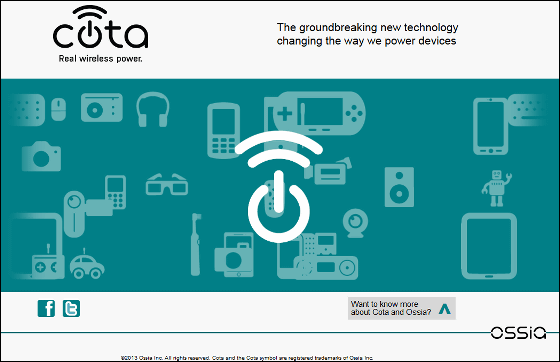 cota
Real wireless power.
The groundbreaking new technology
changing the way we power devices
Want to know more
about Cota and Ossia?
OSSIA
©2013 Ossia Inc. All rights reserved. Cota and the Cota symbol are registered trademarks of Ossia Inc.